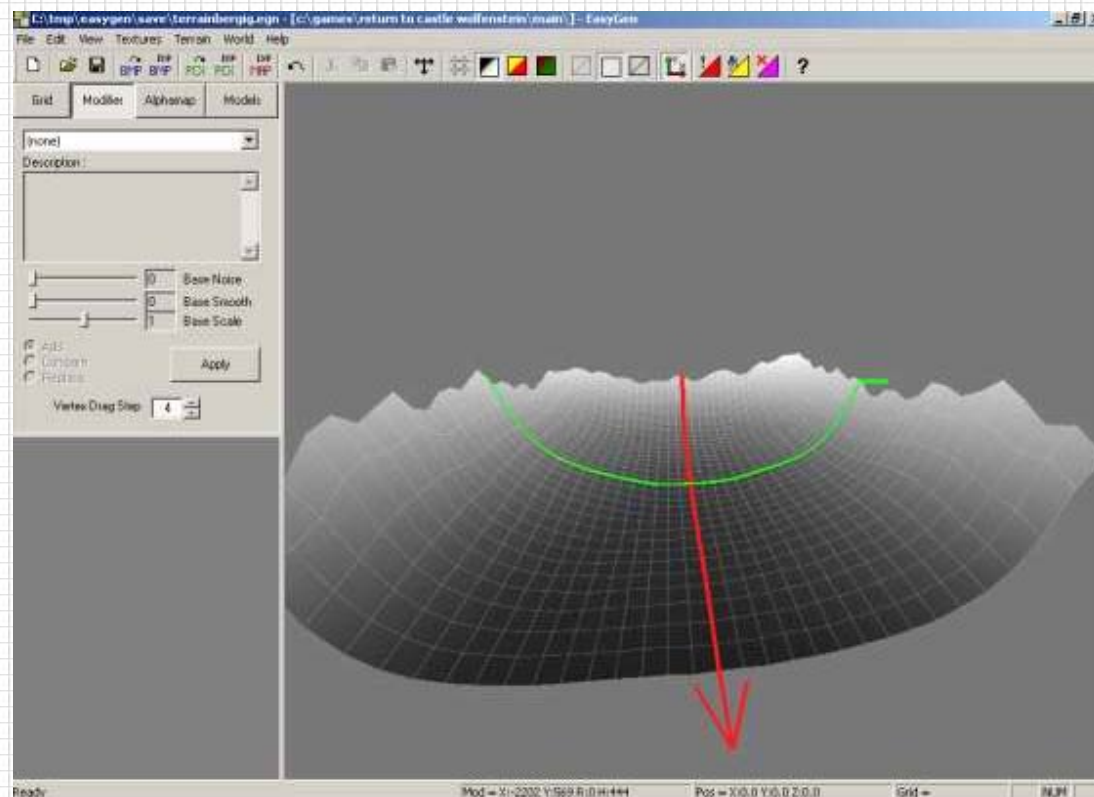 C:\tmp\easygen\save\terrainbergig.egn - [c:\games\return to castle wolfenstein\main\] - EasyGen
File Edit View Textures Terrain World Help
BMP BMP PCX PCX MAP ?
Grid Modifier Alphamap Models
(none)
Description :
0 Base Noise
0 Base Smooth
1 Base Scale
Add
Compare
Replace
Apply
Vertex Drag Step 4
Ready Mod = X:-2202 Y:569 R:0 H:444 Pos = X:0.0 Y:0.0 Z:0.0 Grid = NUM